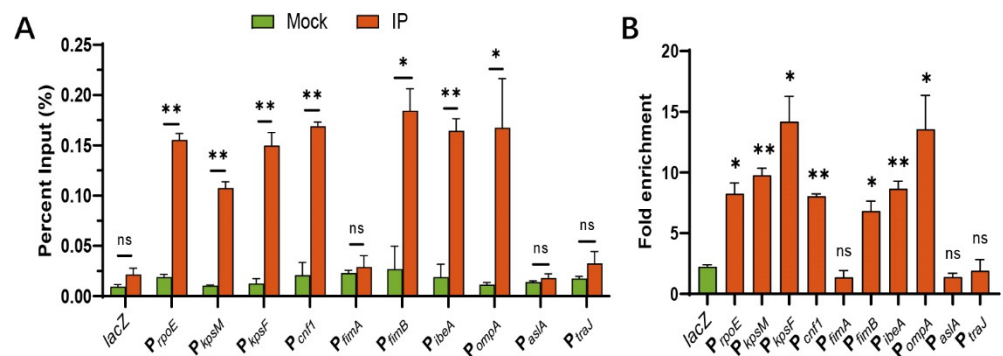 A
Mock
IP
Percent Input (%)
0.25
0.20
0.15
0.10
0.05
0.00
ns
**
**
**
**
ns
*
**
*
ns
ns
lacZ
PrpoE
PkpsM
PkpsF
Pcnf1
PfimA
PfimB
PibeA
PompA
PaslA
PtraJ
B
Fold enrichment
20
15
10
5
0
*
**
*
**
ns
*
**
*
ns
ns
lacZ
PrpoE
PkpsM
PkpsF
Pcnf1
PfimA
PfimB
PibeA
PompA
PaslA
PtraJ